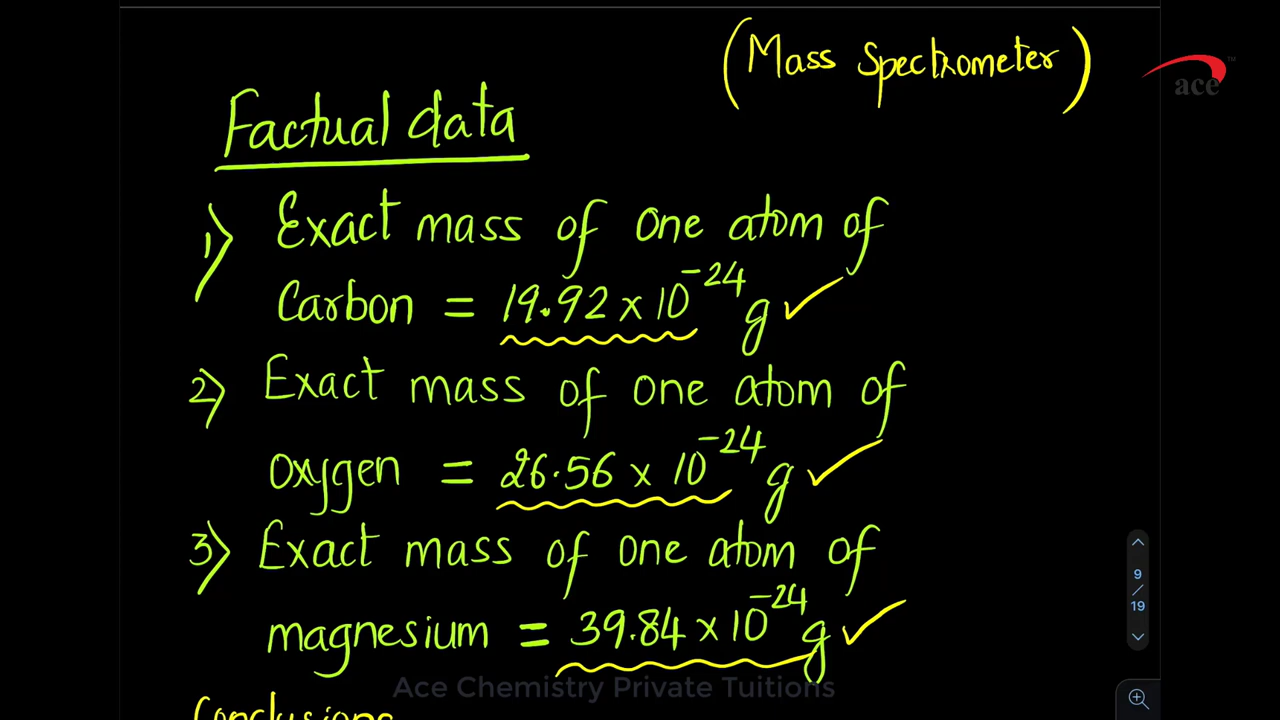 (Mass Spectrometer)
ace™
Factual data
1) Exact mass of one atom of
Carbon = 19.92 x 10⁻²⁴ g ✓
2) Exact mass of one atom of
oxygen = 26.56 x 10⁻²⁴ g ✓
3) Exact mass of one atom of
magnesium = 39.84 x 10⁻²⁴ g ✓
9
/
19
Ace Chemistry Private Tuitions
Conclusions